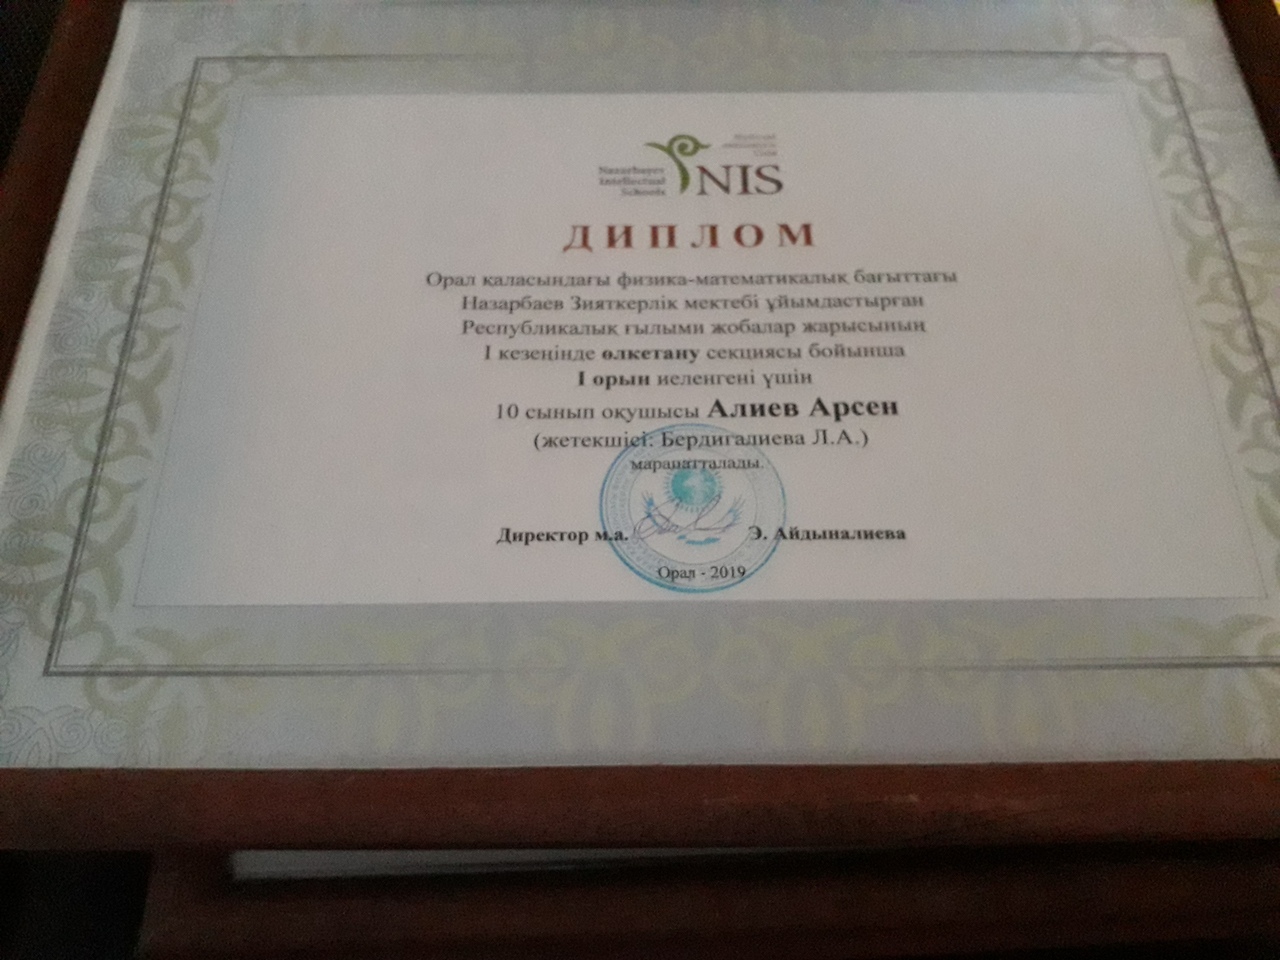 Nazarbayev
Intellectual
Schools
NIS
ДИПЛОМ
Орал қаласындағы физика-математикалық бағыттағы
Назарбаев Зияткерлік мектебі ұйымдастырған
Республикалық ғылыми жобалар жарысының
I кезеңінде өлкетану секциясы бойынша
I орын иеленгені үшін
10 сынып оқушысы Алиев Арсен
(жетекшісі: Бердигалиева Л.А.)
марапатталады.
Директор м.а. Э. Айдыналиева
Орал - 2019